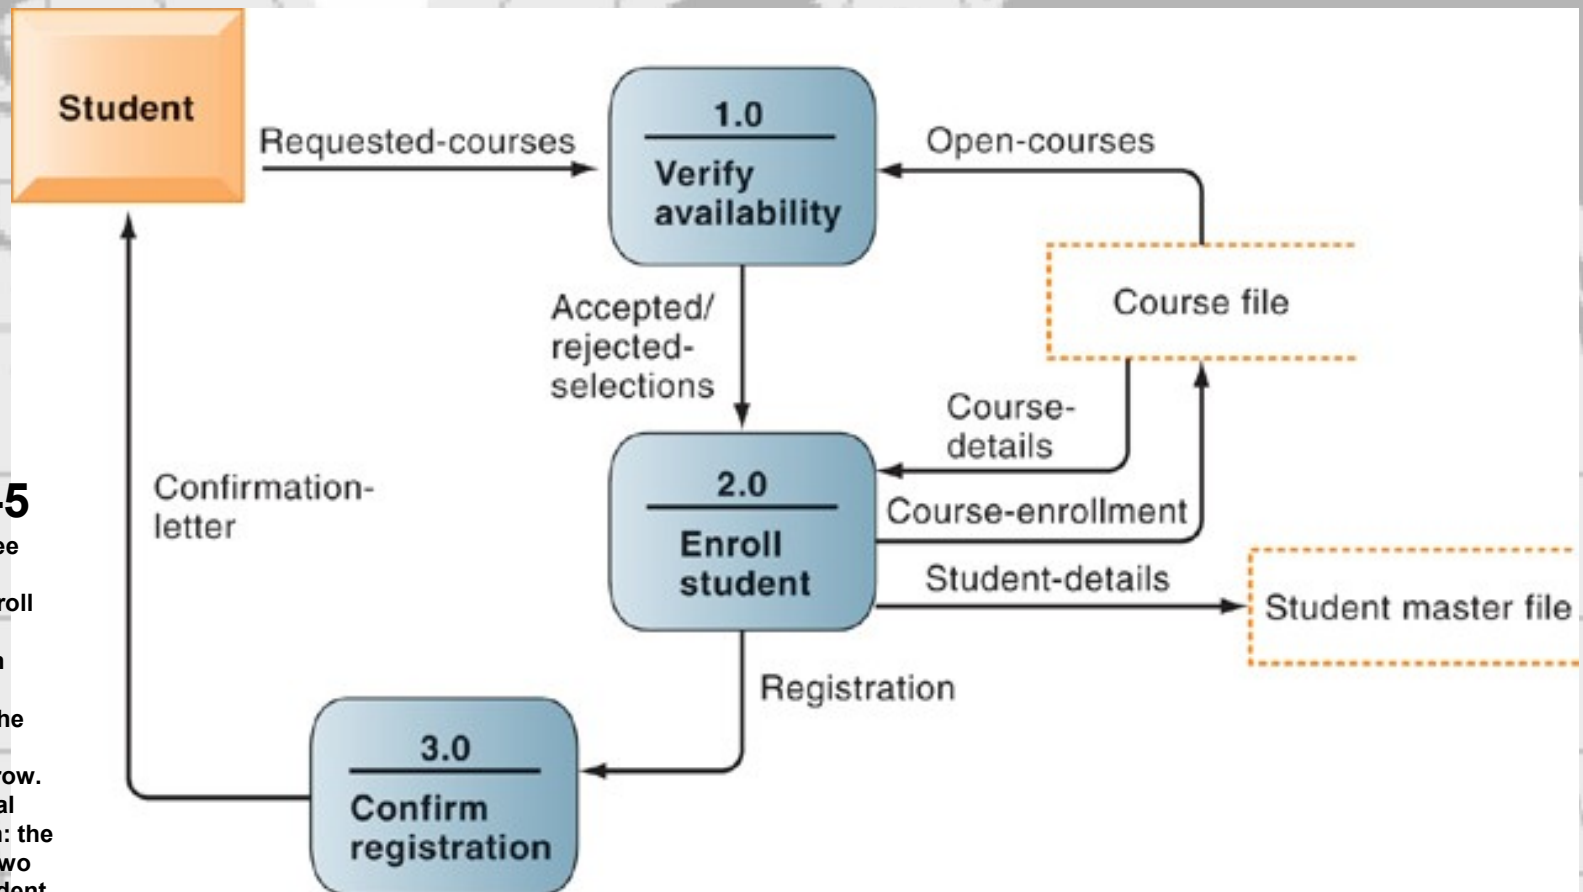 Student
Requested-courses
1.0
Verify
availability
Open-courses
Course file
Accepted/
rejected-
selections
Course-
details
2.0
Enroll
student
Course-enrollment
Student-details
Student master file
Confirmation-
letter
Registration
3.0
Confirm
registration
-5
ee
roll
n
he
row.
al
n: the
wo
dent